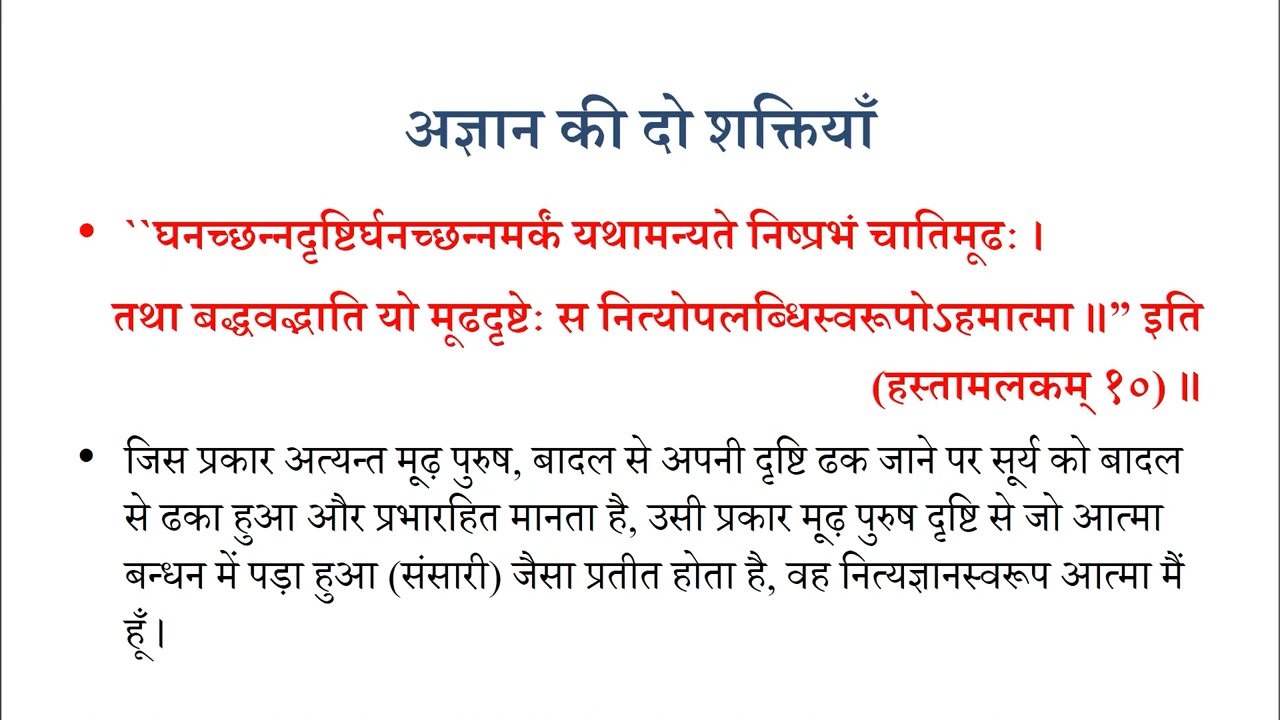 अज्ञान की दो शक्तियाँ
• ``घनच्छन्नदृष्टिर्घनच्छन्नमर्कं यथामन्यते निष्प्रभं चातिमूढः ।
तथा बद्धवद्भाति यो मूढदृष्टेः स नित्योपलब्धिस्वरूपोऽहमात्मा ॥” इति
(हस्तामलकम् १०) ॥
• जिस प्रकार अत्यन्त मूढ़ पुरुष, बादल से अपनी दृष्टि ढक जाने पर सूर्य को बादल
से ढका हुआ और प्रभारहित मानता है, उसी प्रकार मूढ़ पुरुष दृष्टि से जो आत्मा
बन्धन में पड़ा हुआ (संसारी) जैसा प्रतीत होता है, वह नित्यज्ञानस्वरूप आत्मा मैं
हूँ ।